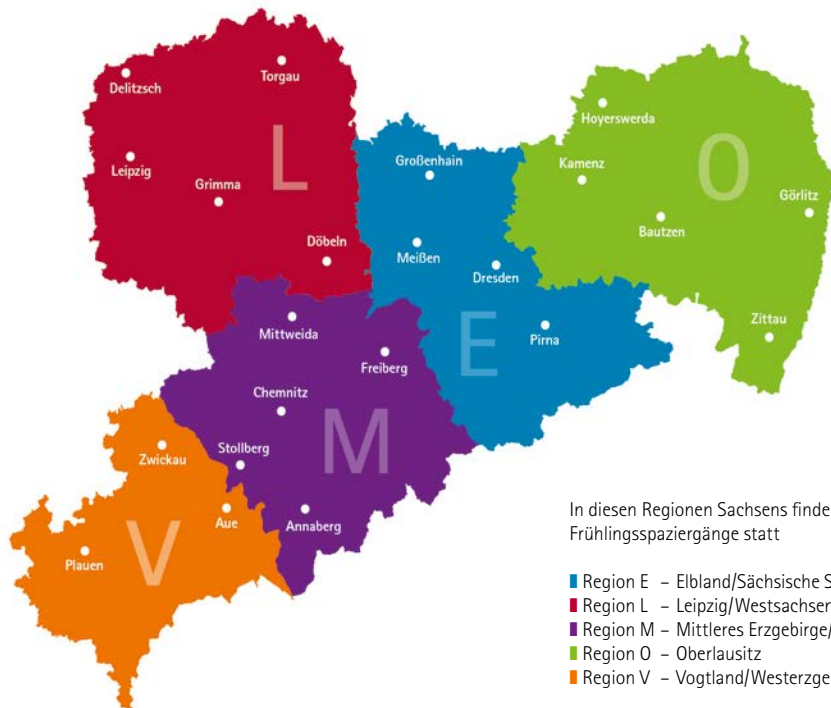 Delitzsch
Torgau
Leipzig
L
Grimma
Döbeln
Großenhain
Meißen
Dresden
E
Pirna
Hoyerswerda
O
Kamenz
Görlitz
Bautzen
Zittau
Mittweida
Freiberg
Chemnitz
M
Stollberg
Annaberg
Zwickau
V
Aue
Plauen
In diesen Regionen Sachsens finde
Frühlingsspaziergänge statt
Region E – Elbland/Sächsische S
Region L – Leipzig/Westsachsen
Region M – Mittleres Erzgebirge/
Region O – Oberlausitz
Region V – Vogtland/Westerzge